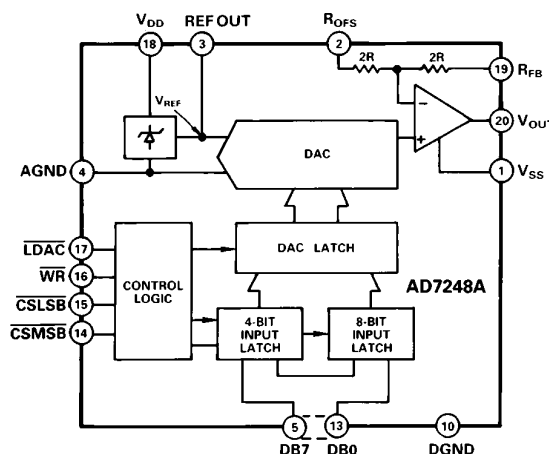 VDD REF OUT ROFS
18 3 2
2R 2R
19 RFB
VREF
20 VOUT
DAC
AGND 4
1 VSS
LDAC 17
DAC LATCH
WR 16
CONTROL LOGIC
AD7248A
CSLSB 15
CSMSB 14
4-BIT INPUT LATCH
8-BIT INPUT LATCH
5 13 10
DB7 DB0 DGND